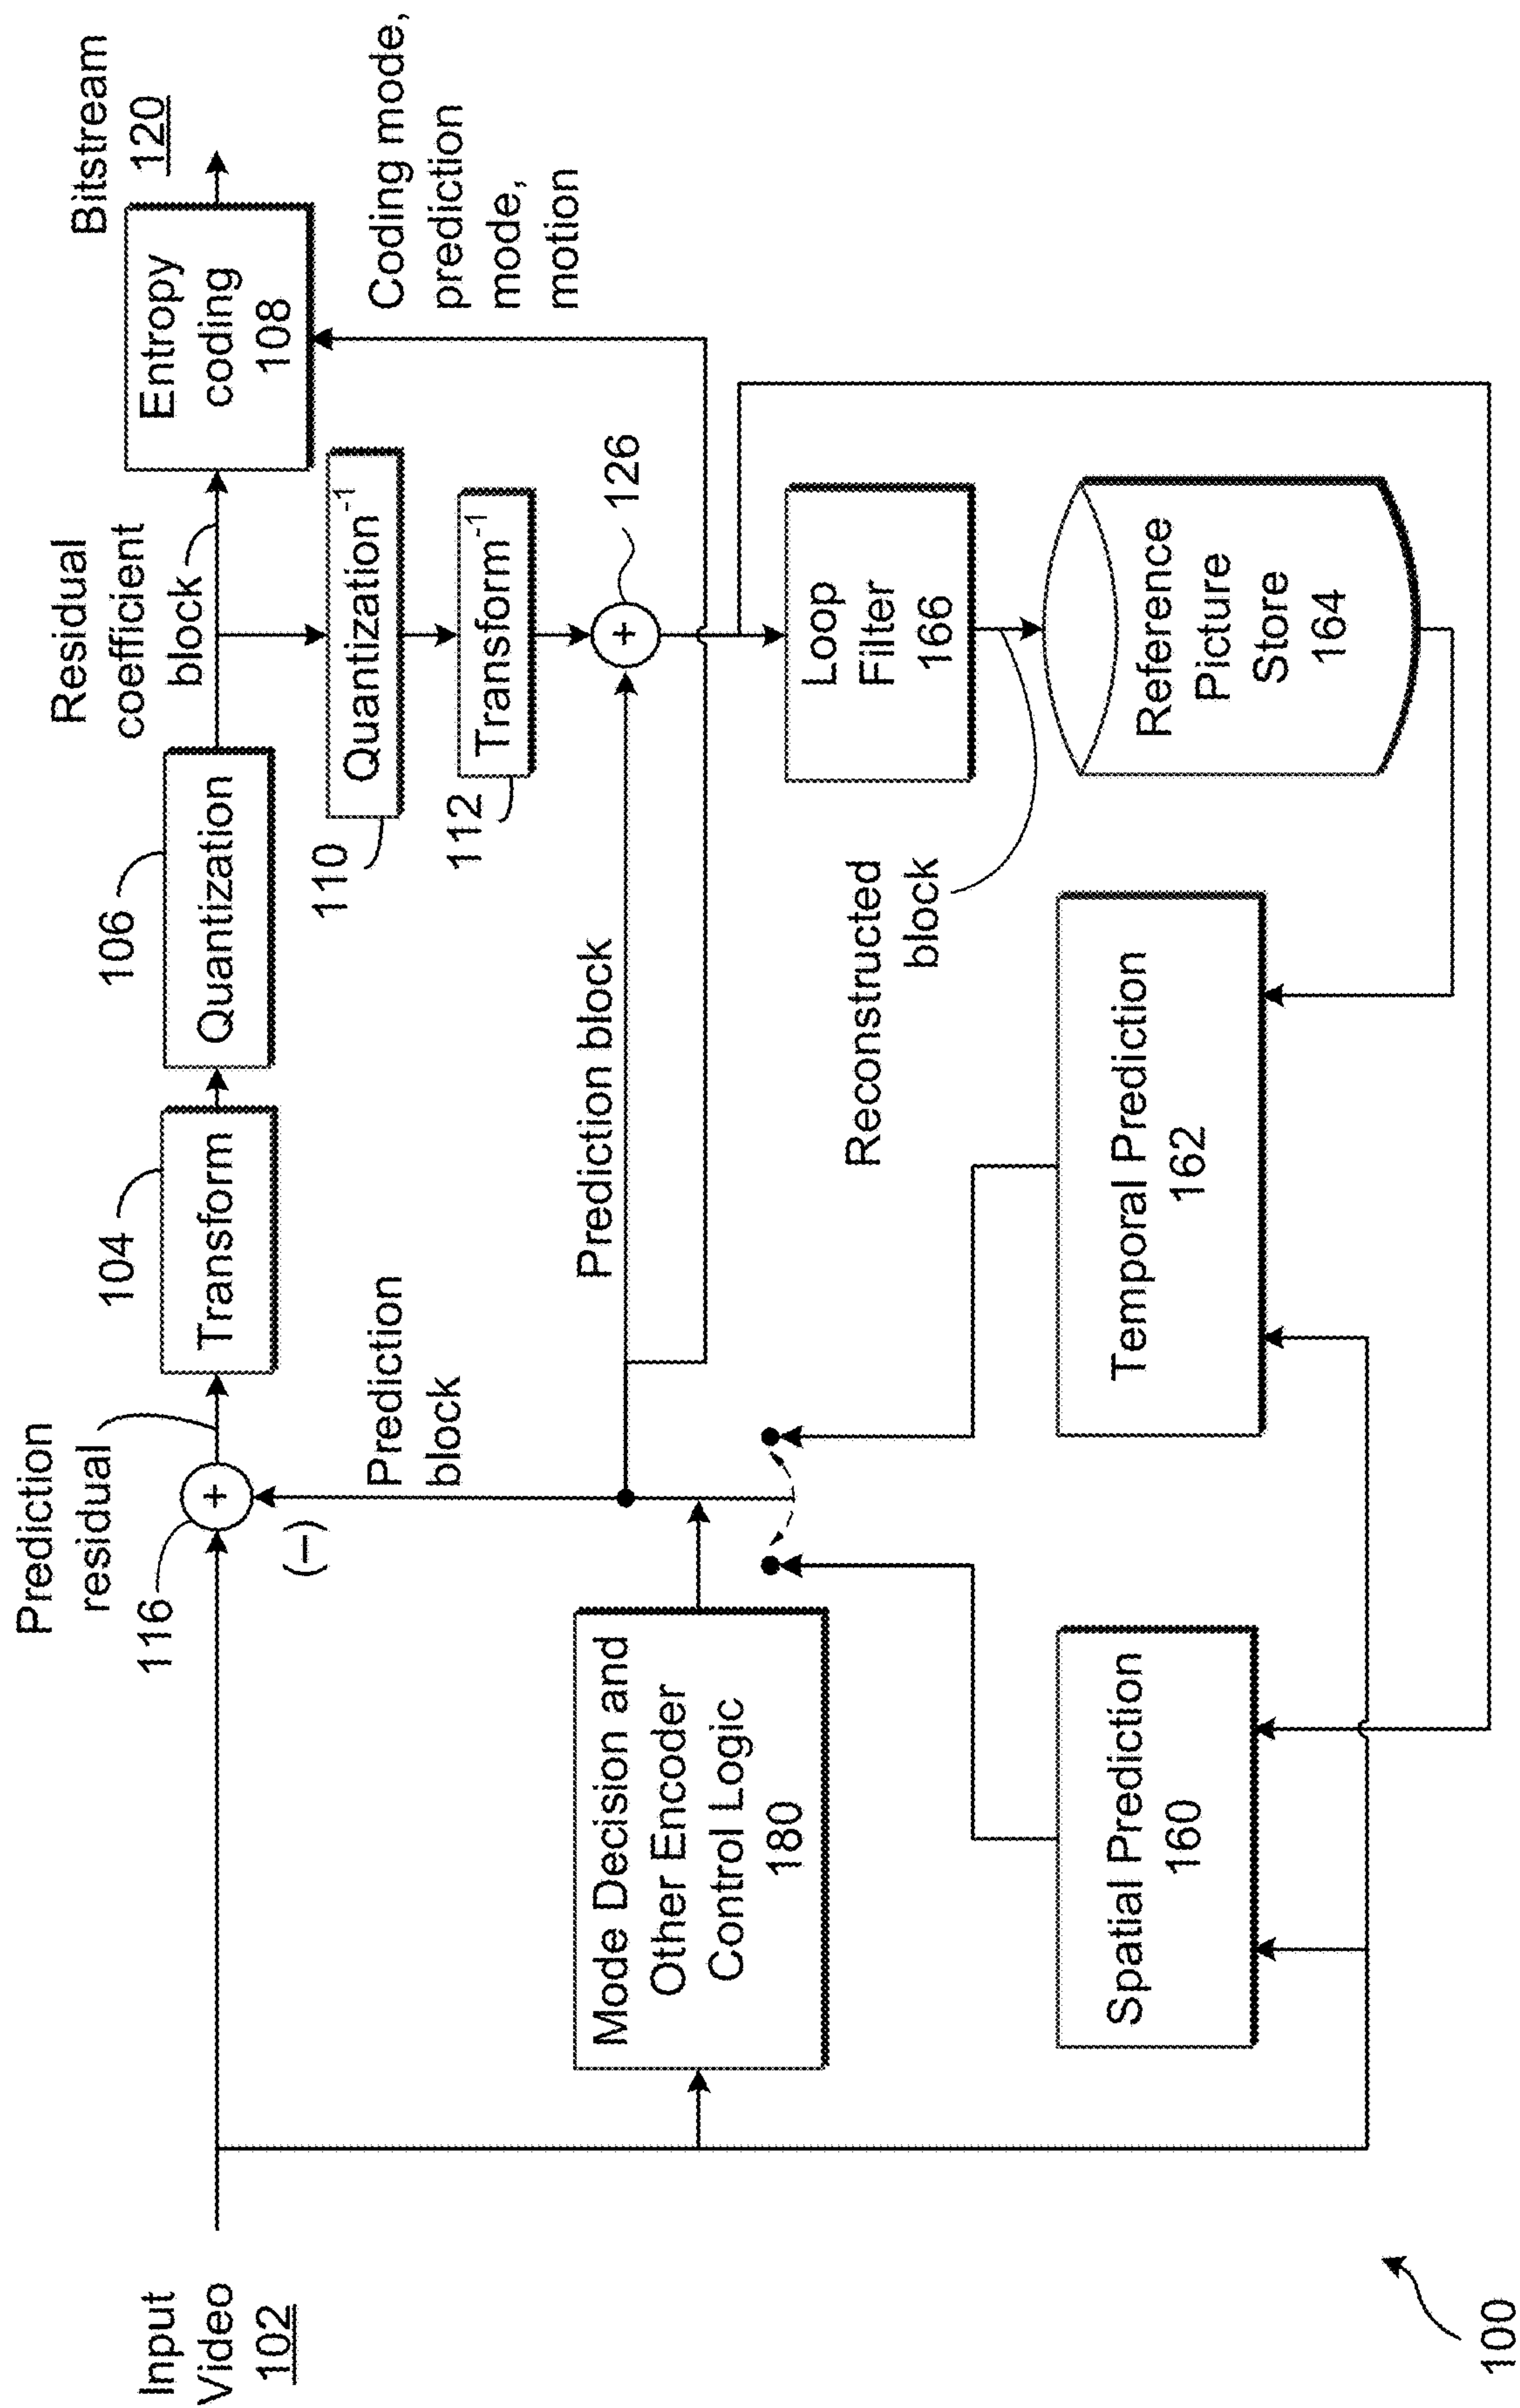 Input
Video
102
Prediction
residual
116
(−)
104
Transform
106
Quantization
Residual
coefficient
block
Entropy
coding
108
Bitstream
120
Coding mode,
prediction
mode,
motion
Prediction
block
Prediction block
110
Quantization-1
112
Transform-1
+
+
126
Mode Decision and
Other Encoder
Control Logic
180
Reconstructed
block
Loop
Filter
166
Spatial Prediction
160
Temporal Prediction
162
Reference
Picture
Store
164
100